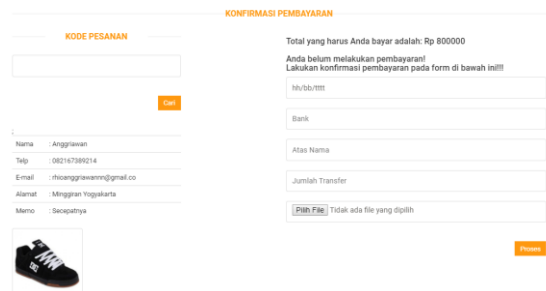 KONFIRMASI PEMBAYARAN
KODE PESANAN
Cari
Nama : Anggriawan
Telp : 082167389214
E-mail : rhioanggriawannn@gmail.co
Alamat : Minggiran Yogyakarta
Memo : Secepatnya
DC
Total yang harus Anda bayar adalah: Rp 800000
Anda belum melakukan pembayaran!
Lakukan konfirmasi pembayaran pada form di bawah ini!!!
hh/bb/tttt
Bank
Atas Nama
Jumlah Transfer
Pilih File Tidak ada file yang dipilih
Proses